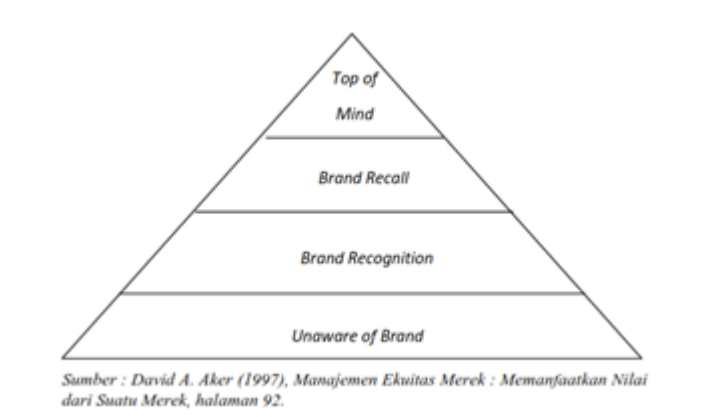 Top of
Mind
Brand Recall
Brand Recognition
Unaware of Brand
Sumber : David A. Aker (1997), Manajemen Ekuitas Merek : Memanfaatkan Nilai
dari Suatu Merek, halaman 92.